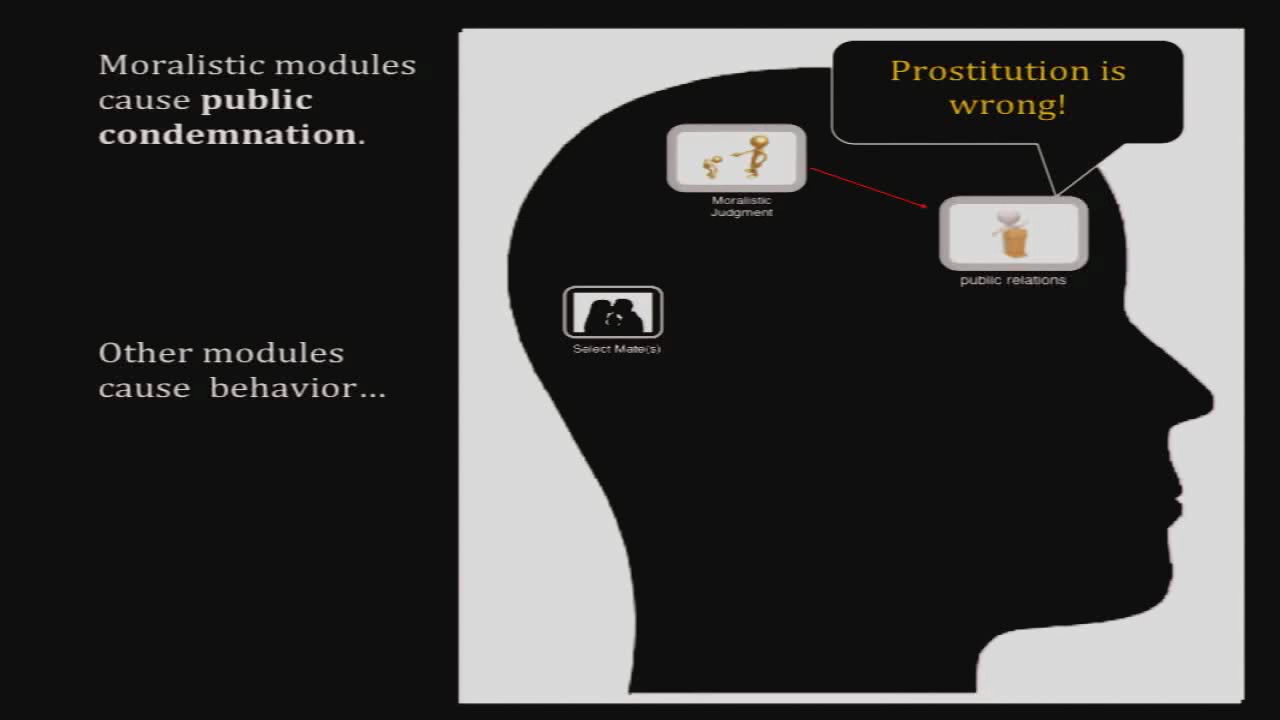 Moralistic modules
cause public
condemnation.
Prostitution is
wrong!
Moralistic
Judgment
public relations
Select Mate(s)
Other modules
cause behavior...